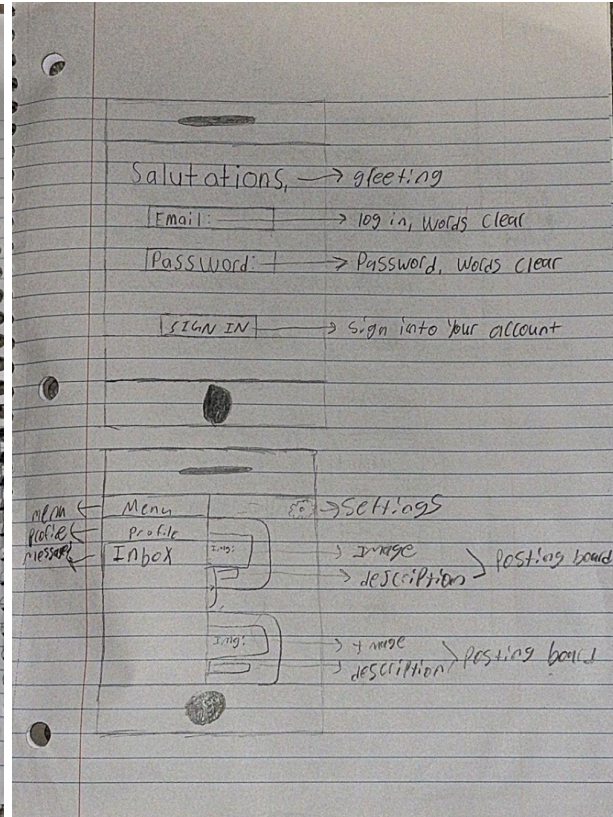 Salutations, → greeting
Email: → log in, words clear
Password: → Password, words clear
SIGN IN → sign into your account
menu Menu Settings
profile profile
message Inbox
Img: Image
description posting board
Img: Image
description posting board